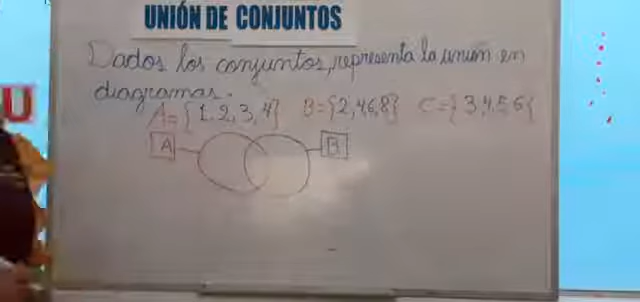 UNIÓN DE CONJUNTOS
Dados los conjuntos, representa la unión en
diagramas.
A={1,2,3,4} B={2,4,6,8} C={3,4,5,6{
A B
U